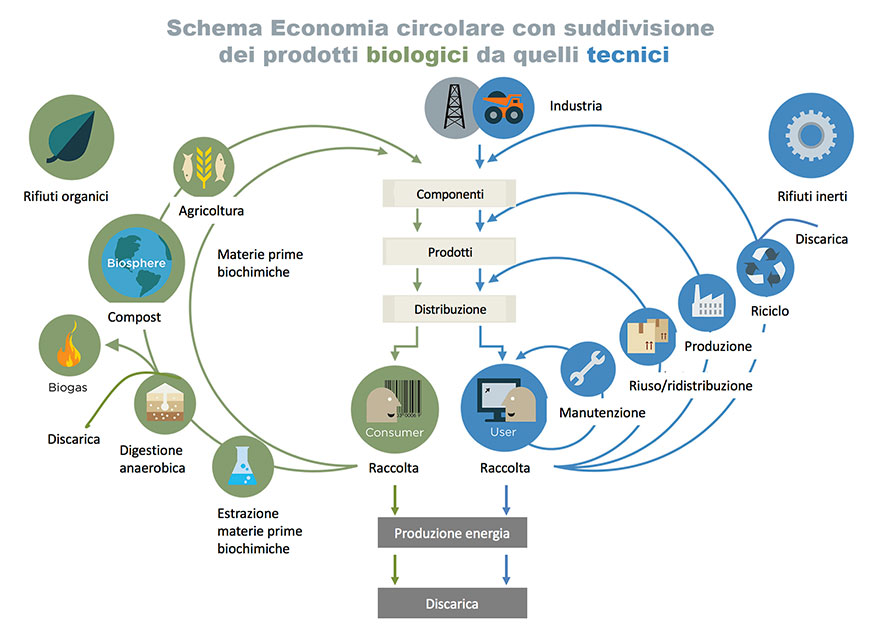 Schema Economia circolare con suddivisione
dei prodotti biologici da quelli tecnici
Industria
Rifiuti organici
Agricoltura
Componenti
Rifiuti inerti
Materie prime
biochimiche
Prodotti
Discarica
Biosphere
Compost
Distribuzione
Riciclo
Produzione
Biogas
Riuso/ridistribuzione
Manutenzione
Consumer
User
Discarica
Digestione
anaerobica
Raccolta
Raccolta
Estrazione
materie prime
biochimiche
Produzione energia
Discarica